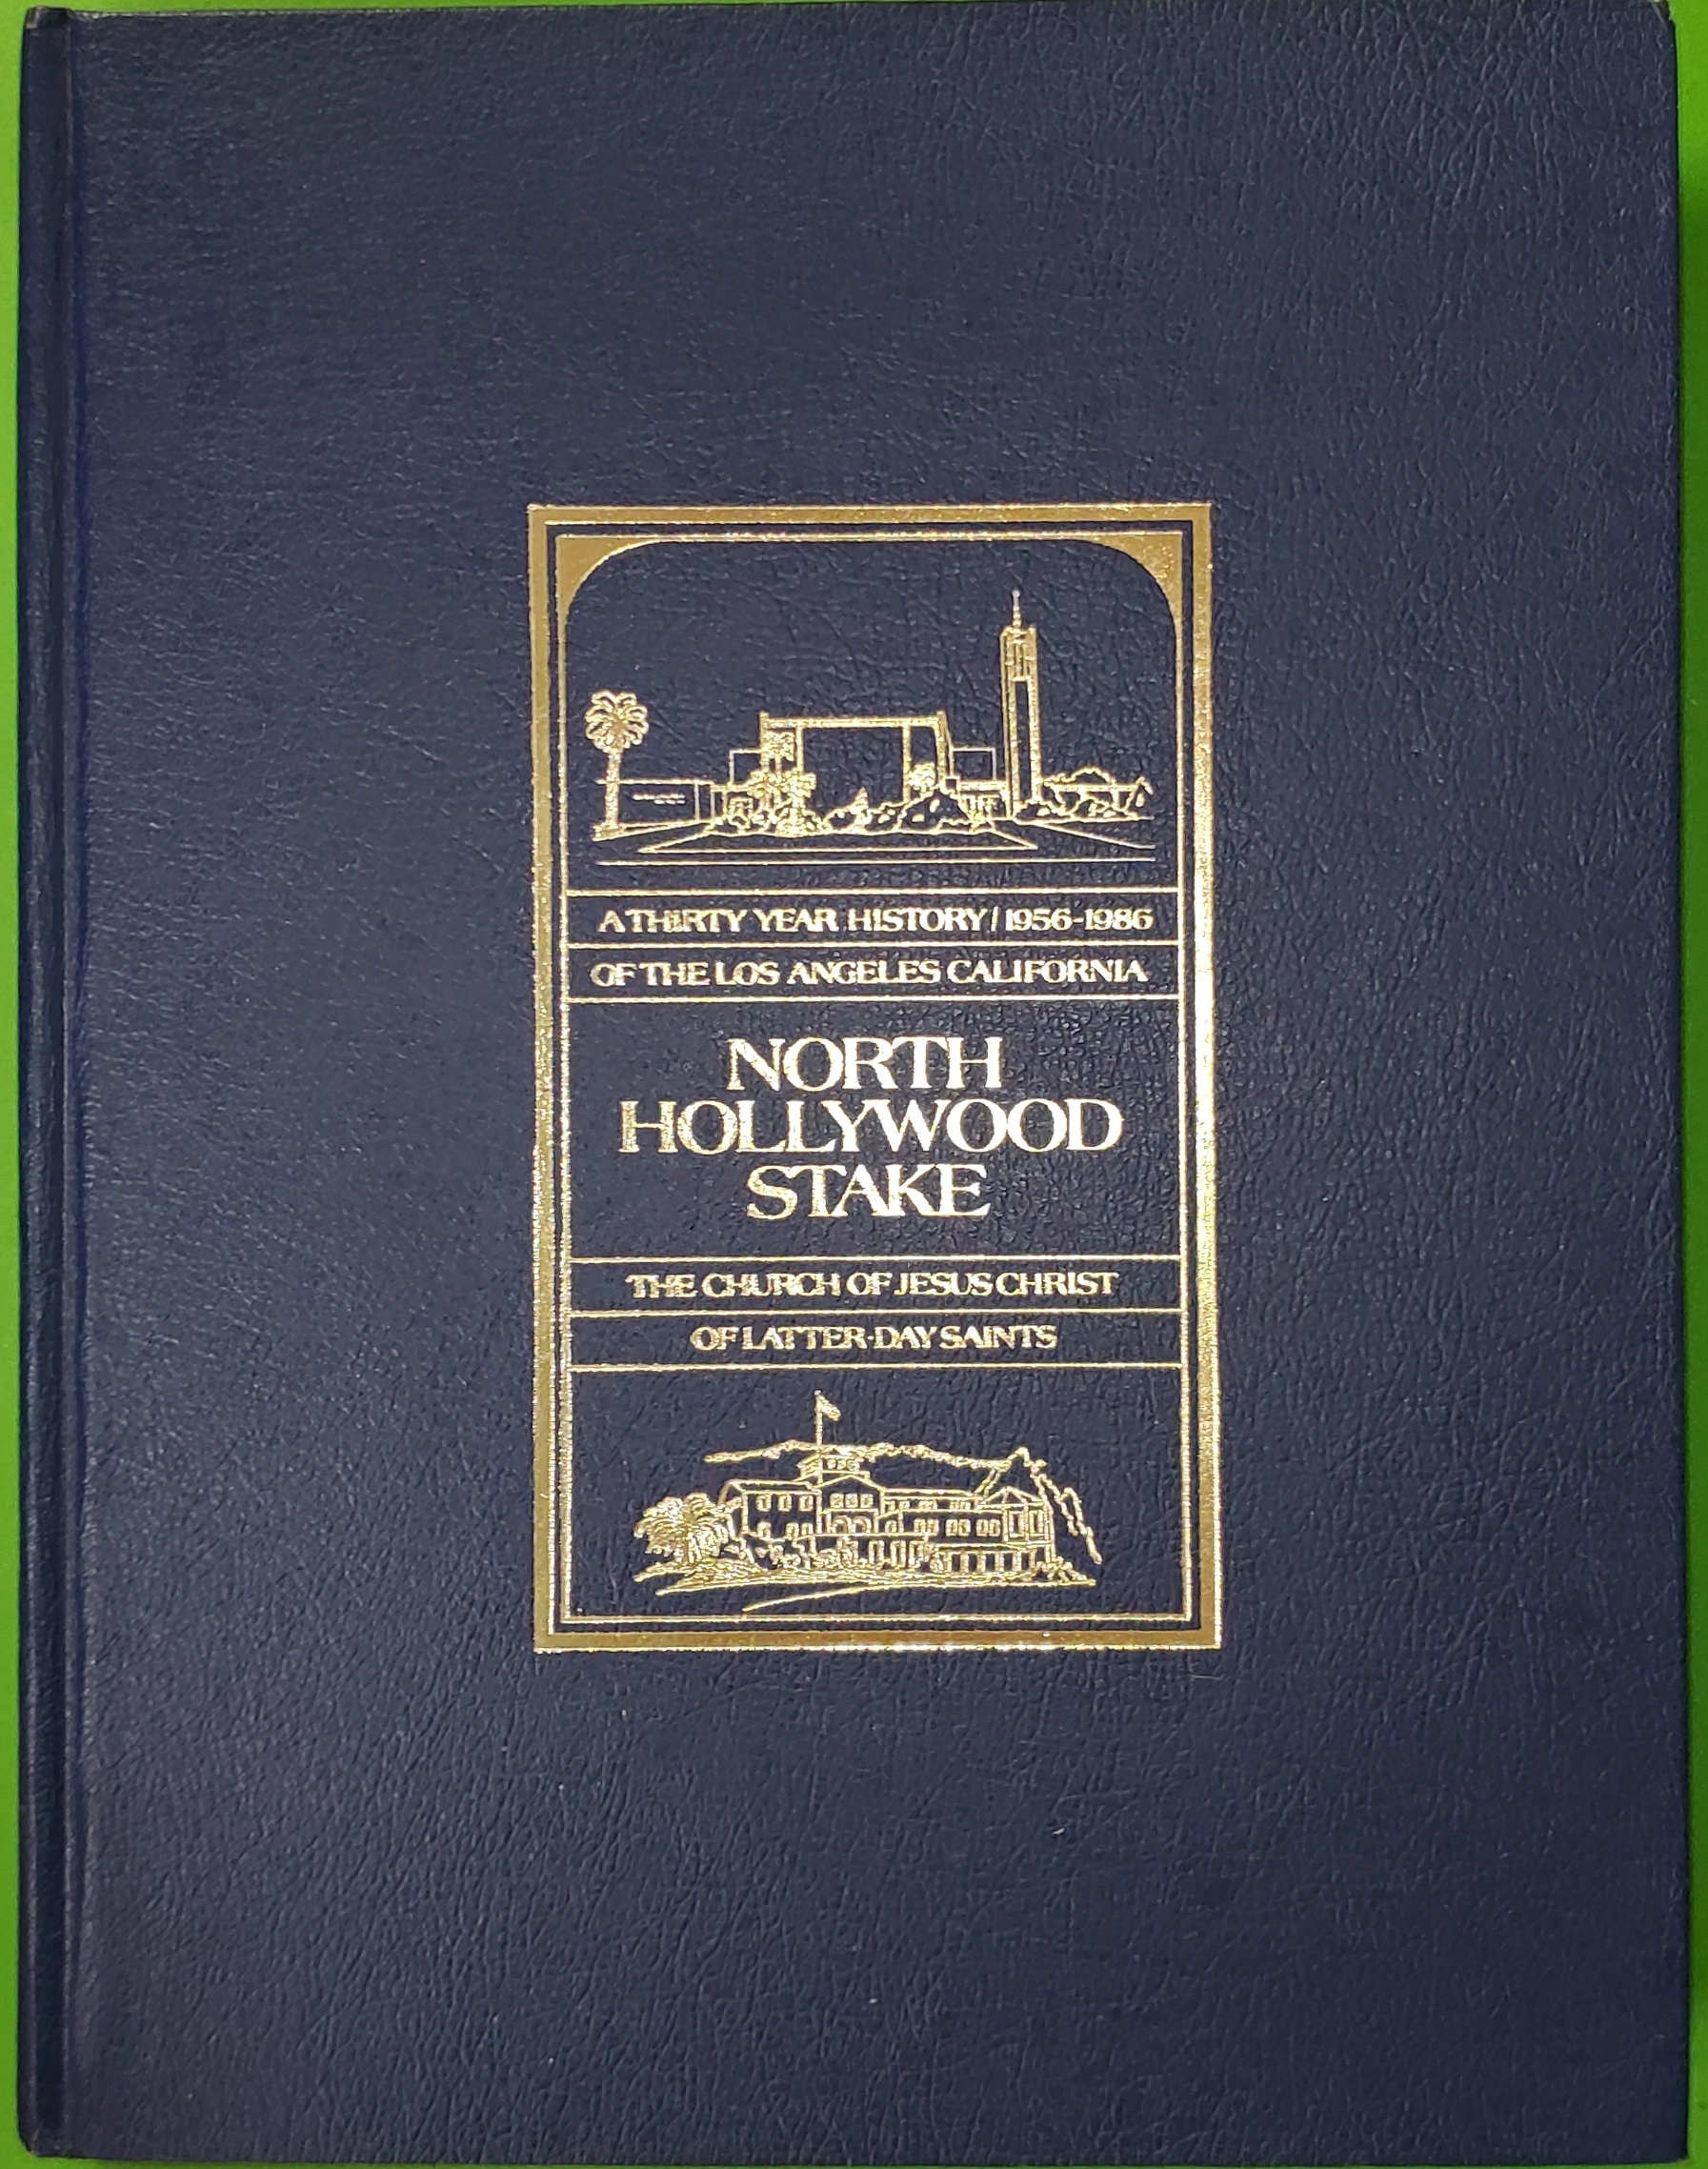 A THIRTY YEAR HISTORY / 1956-1986
OF THE LOS ANGELES CALIFORNIA
NORTH
HOLLYWOOD
STAKE
THE CHURCH OF JESUS CHRIST
OF LATTER-DAY SAINTS